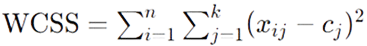 WCSS = ∑_{i-1}^{n} ∑_{j-1}^{k} (x_{ij} − c_j)^2